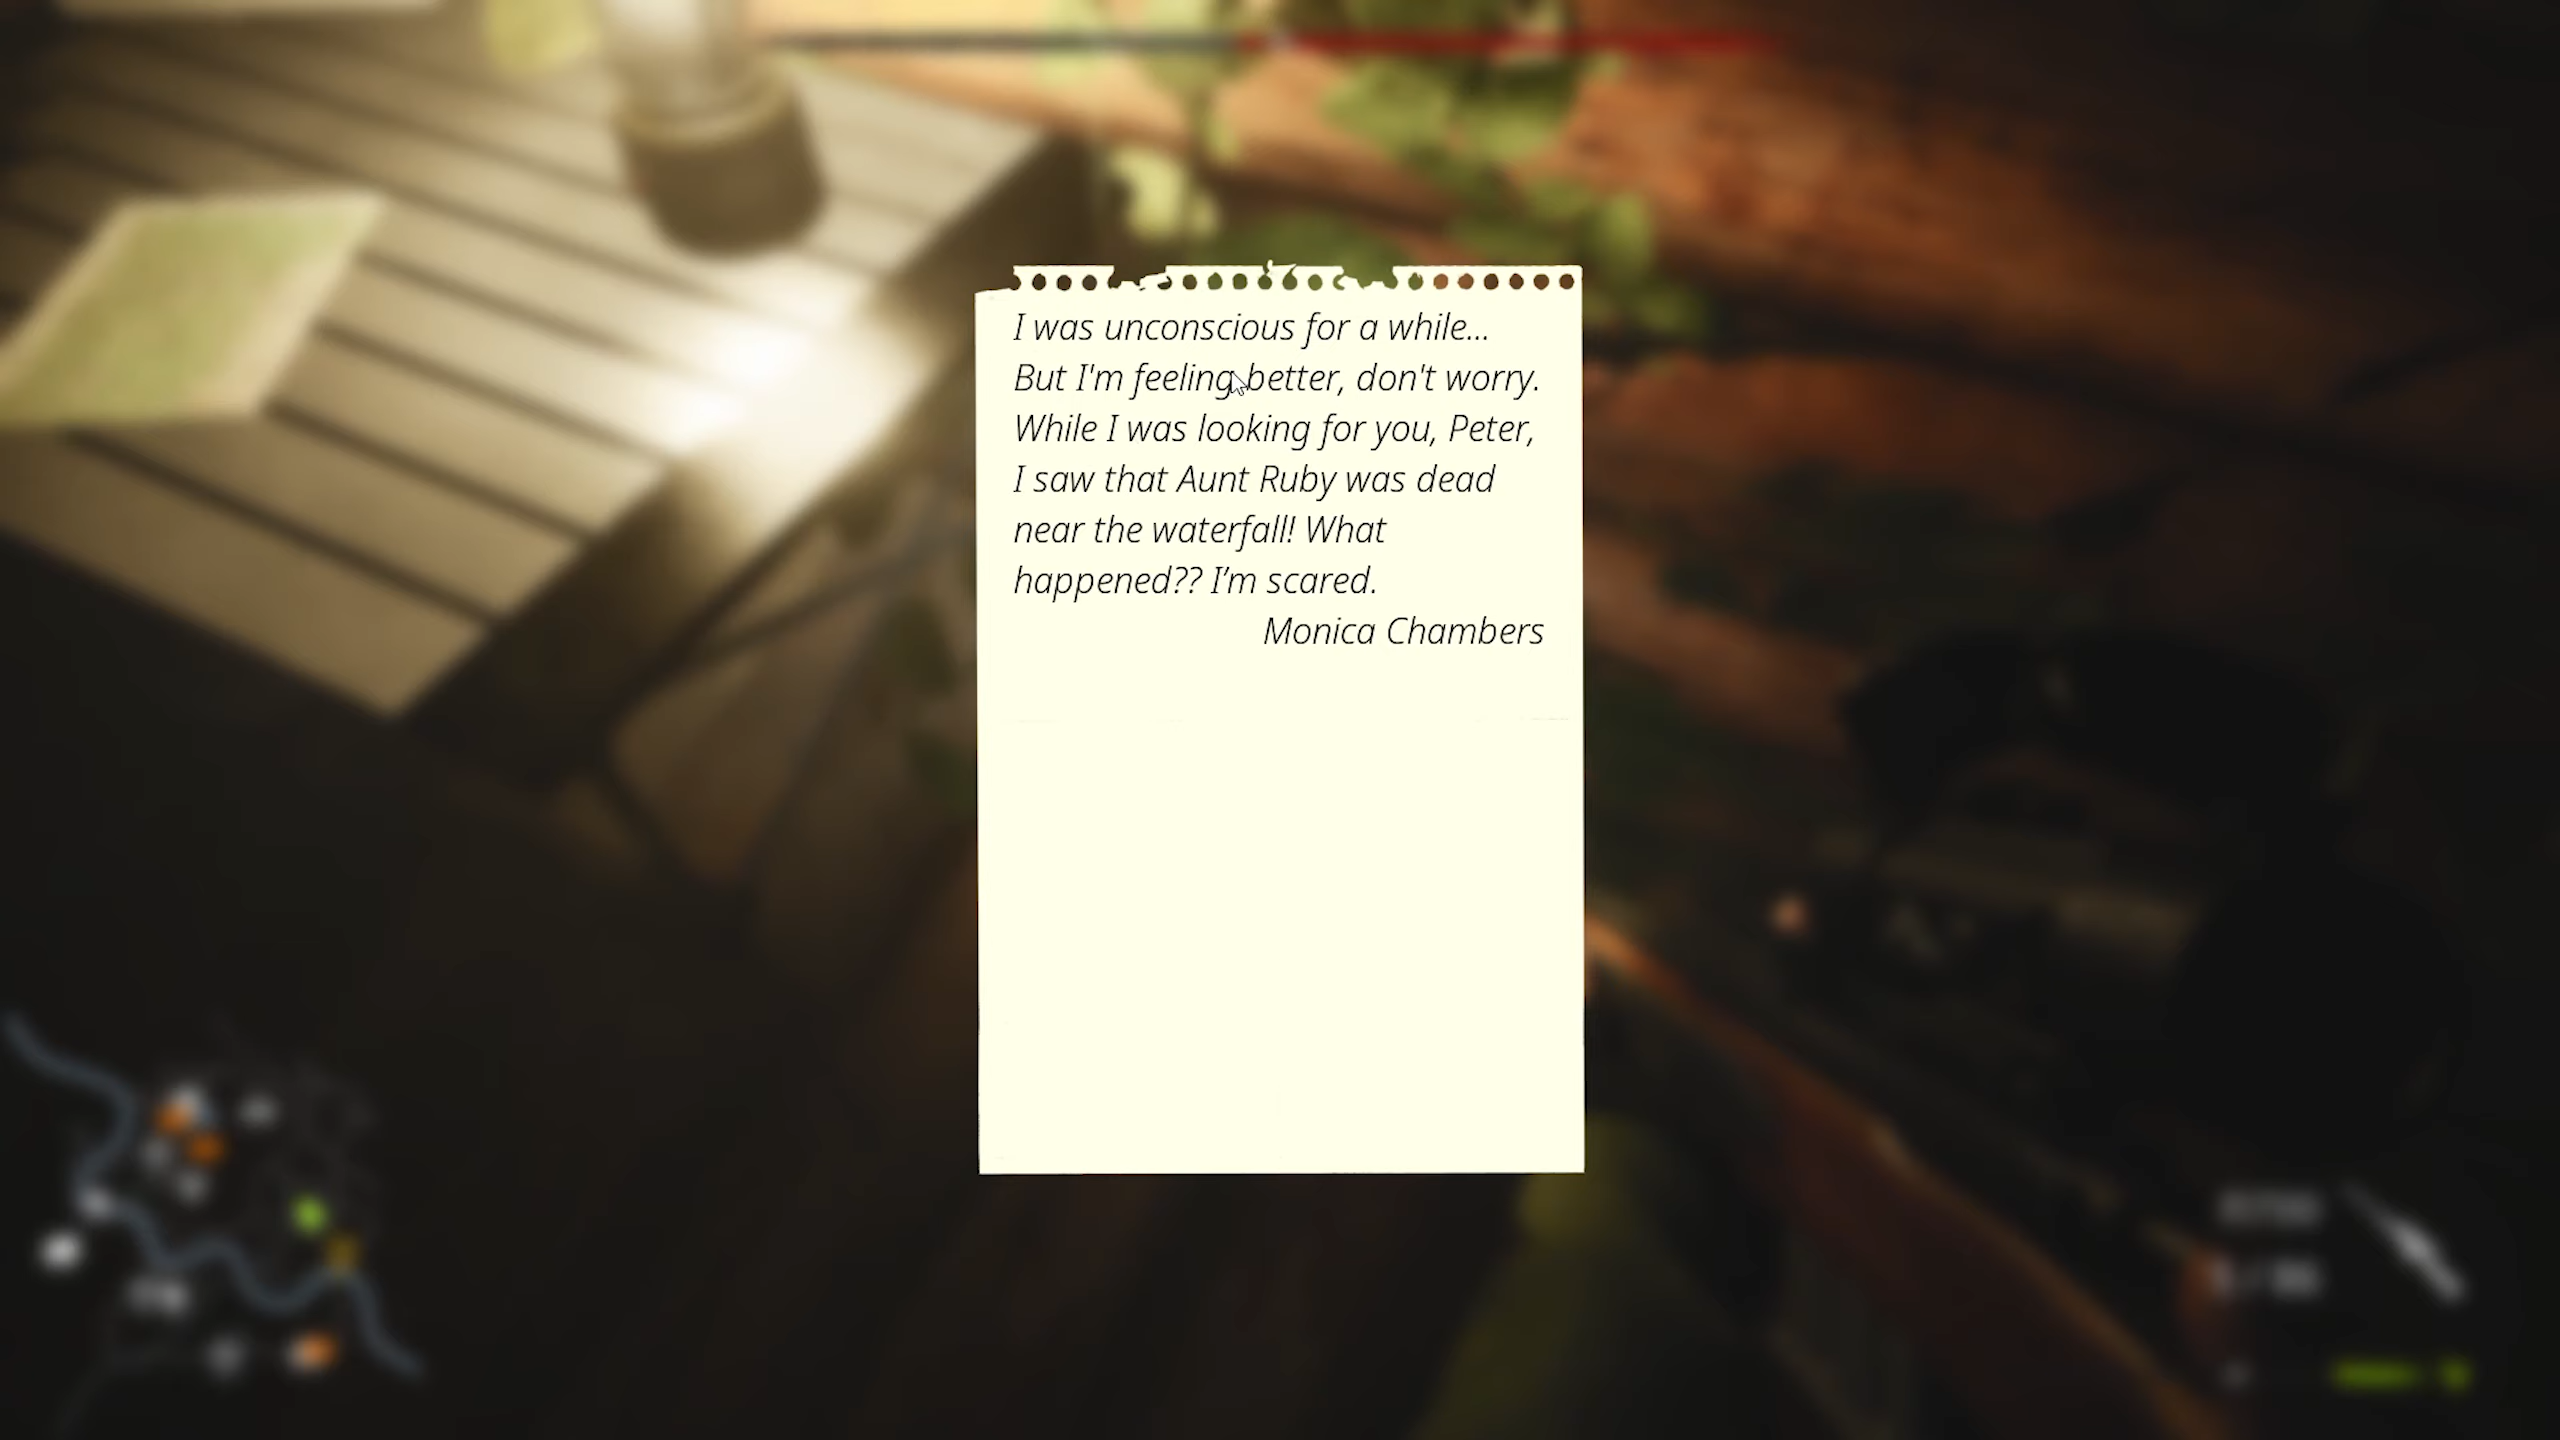 I was unconscious for a while...
But I'm feeling better, don't worry.
While I was looking for you, Peter,
I saw that Aunt Ruby was dead
near the waterfall! What
happened?? I’m scared.
Monica Chambers